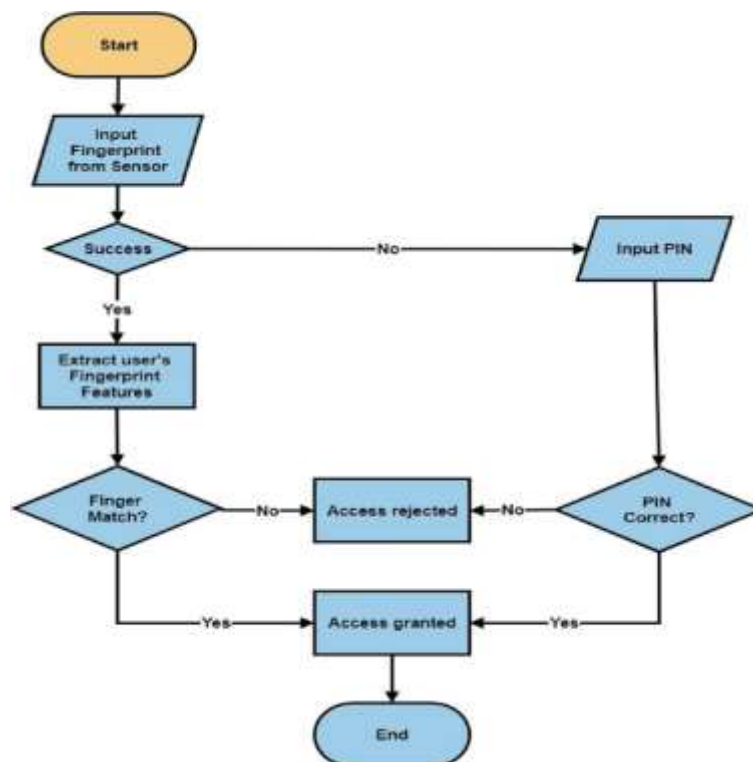 Start
Input
Fingerprint
from Sensor
Success
No
Input PIN
Yes
Extract user's
Fingerprint
Features
Finger
Match?
No
Access rejected
No
PIN
Correct?
Yes
Access granted
Yes
End